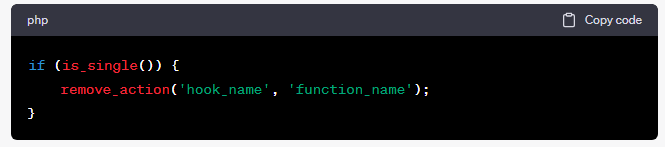 php
Copy code
if (is_single()) {
    remove_action('hook_name', 'function_name');
}